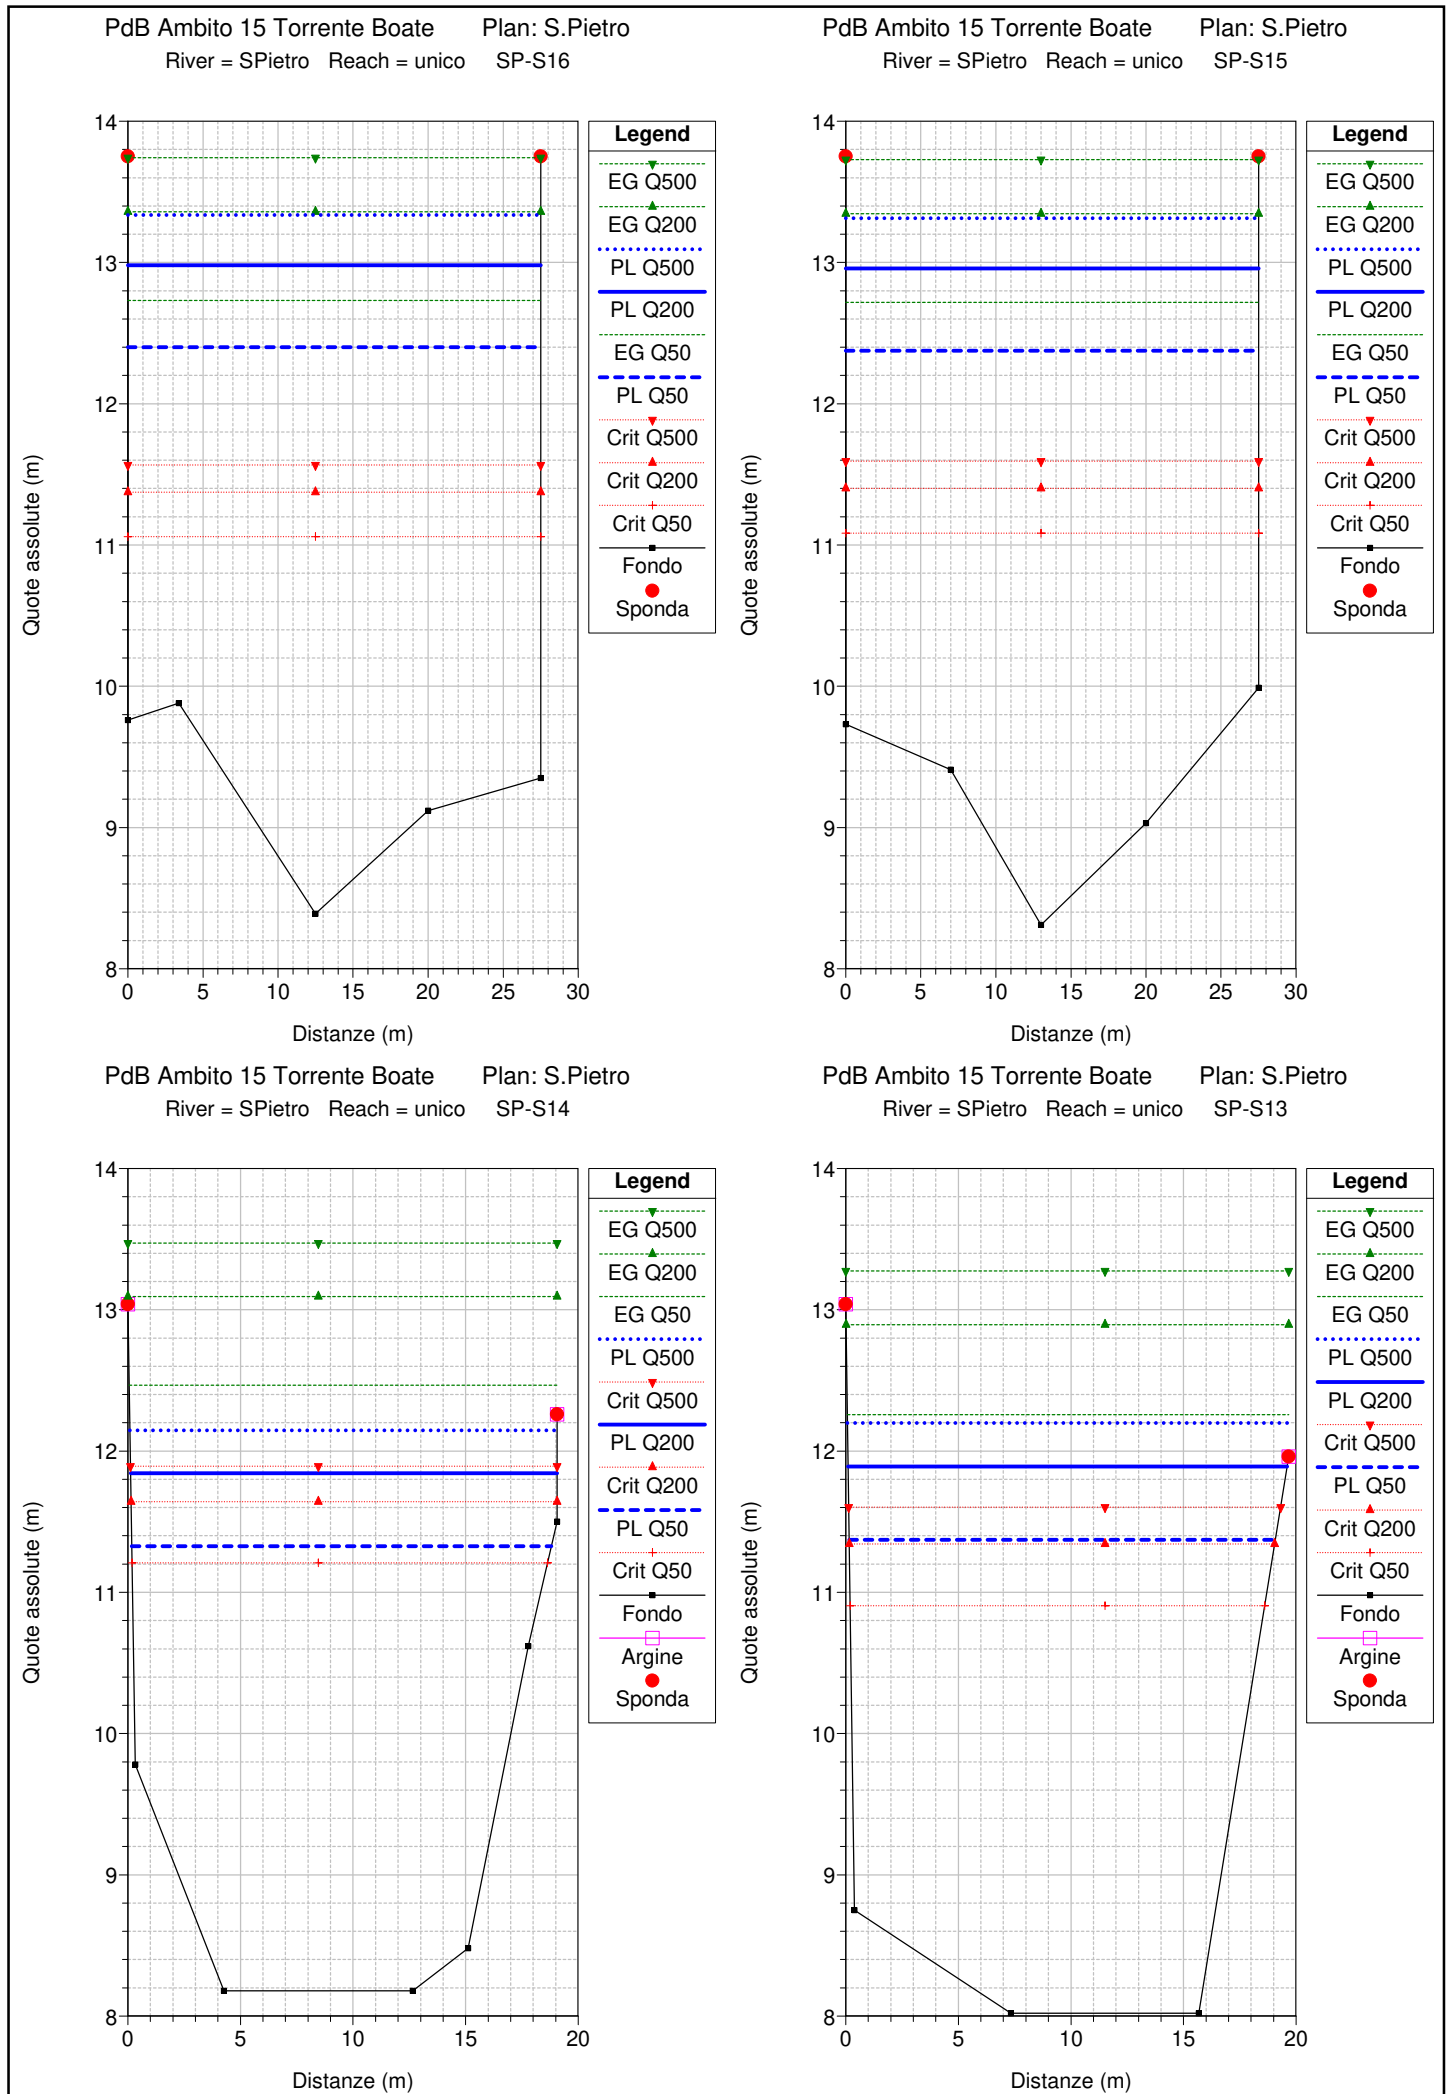 PdB Ambito 15 Torrente Boate Plan: S.Pietro
River = SPietro Reach = unico SP-S16
14
13
12
11
10
9
8
0 5 10 15 20 25 30
Quote assolute (m)
Distanze (m)
Legend
EG Q500
EG Q200
PL Q500
PL Q200
EG Q50
PL Q50
Crit Q500
Crit Q200
Crit Q50
Fondo
Sponda
PdB Ambito 15 Torrente Boate Plan: S.Pietro
River = SPietro Reach = unico SP-S15
14
13
12
11
10
9
8
0 5 10 15 20 25 30
Quote assolute (m)
Distanze (m)
Legend
EG Q500
EG Q200
PL Q500
PL Q200
EG Q50
PL Q50
Crit Q500
Crit Q200
Crit Q50
Fondo
Sponda
PdB Ambito 15 Torrente Boate Plan: S.Pietro
River = SPietro Reach = unico SP-S14
14
13
12
11
10
9
8
0 5 10 15 20
Quote assolute (m)
Distanze (m)
Legend
EG Q500
EG Q200
EG Q50
PL Q500
Crit Q500
PL Q200
Crit Q200
PL Q50
Crit Q50
Fondo
Argine
Sponda
PdB Ambito 15 Torrente Boate Plan: S.Pietro
River = SPietro Reach = unico SP-S13
14
13
12
11
10
9
8
0 5 10 15 20
Quote assolute (m)
Distanze (m)
Legend
EG Q500
EG Q200
EG Q50
PL Q500
PL Q200
Crit Q500
PL Q50
Crit Q200
Crit Q50
Fondo
Argine
Sponda